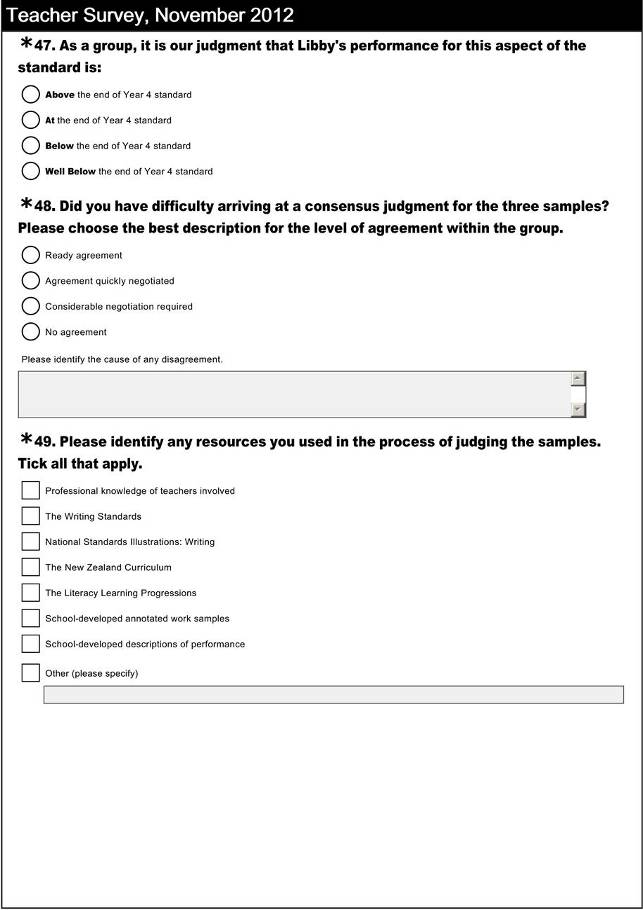 Teacher Survey, November 2012
*47. As a group, it is our judgment that Libby's performance for this aspect of the
standard is:
Above the end of Year 4 standard
At the end of Year 4 standard
Below the end of Year 4 standard
Well Below the end of Year 4 standard
*48. Did you have difficulty arriving at a consensus judgment for the three samples?
Please choose the best description for the level of agreement within the group.
Ready agreement
Agreement quickly negotiated
Considerable negotiation required
No agreement
Please identify the cause of any disagreement.
*49. Please identify any resources you used in the process of judging the samples.
Tick all that apply.
Professional knowledge of teachers involved
The Writing Standards
National Standards Illustrations: Writing
The New Zealand Curriculum
The Literacy Learning Progressions
School-developed annotated work samples
School-developed descriptions of performance
Other (please specify)